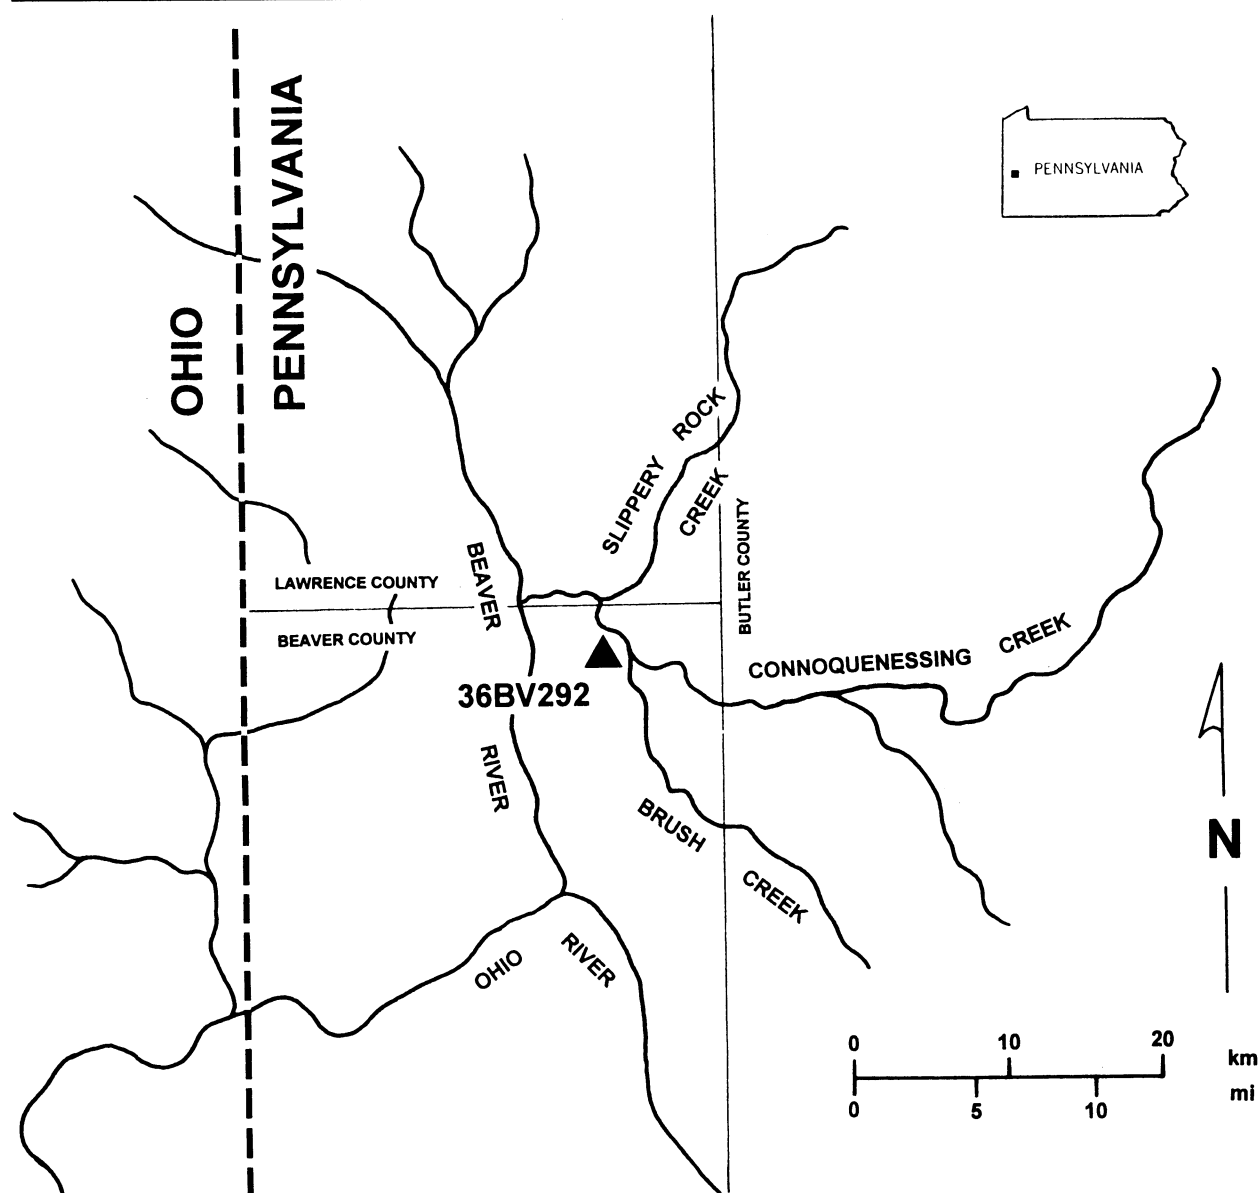 OHIO
PENNSYLVANIA
PENNSYLVANIA
SLIPPERY ROCK
CREEK
BEAVER
LAWRENCE COUNTY
BEAVER COUNTY
BUTLER COUNTY
CONNOQUENESSING CREEK
36BV292
RIVER
BRUSH
CREEK
OHIO RIVER
N
0 10 20
km
mi
0 5 10